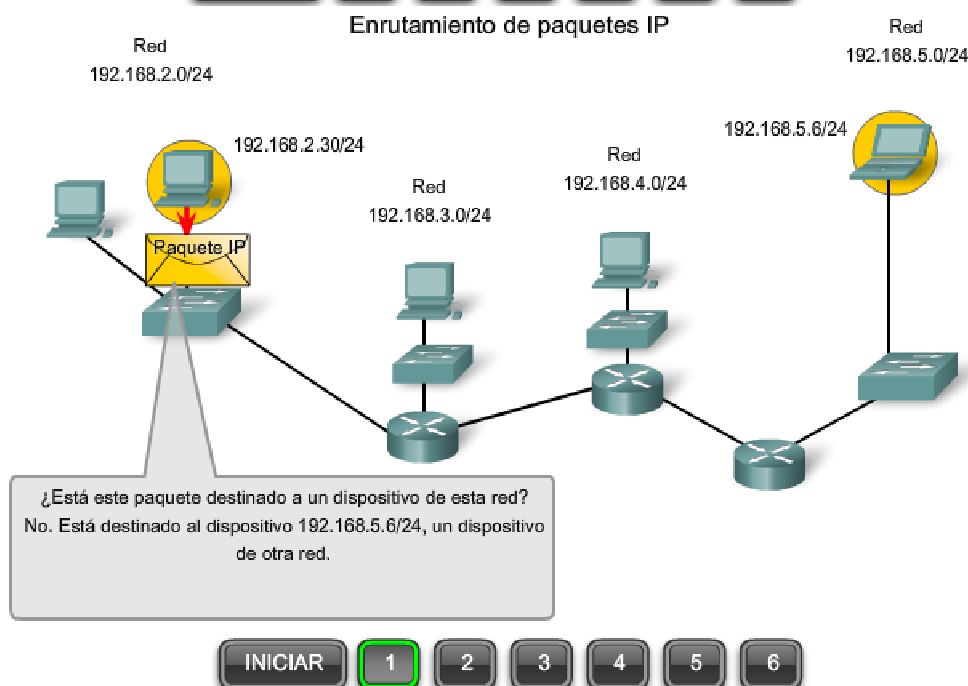 Enrutamiento de paquetes IP
Red
192.168.2.0/24
Red
192.168.5.0/24
192.168.2.30/24
192.168.5.6/24
Red
192.168.3.0/24
Red
192.168.4.0/24
Paquete IP
¿Está este paquete destinado a un dispositivo de esta red?
No. Está destinado al dispositivo 192.168.5.6/24, un dispositivo
de otra red.
INICIAR 1 2 3 4 5 6